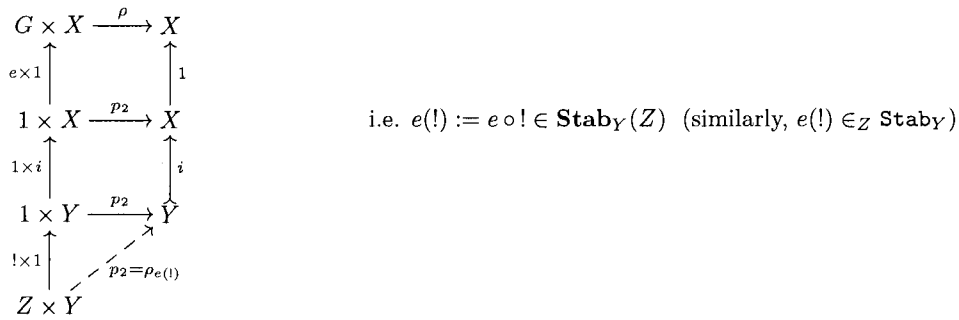 G × X ρ X
e×1 1
1 × X p₂ X
i.e. e(!) := e ∘ ! ∈ Stab_Y(Z) (similarly, e(!) ∈_Z Stab_Y)
1×i i
1 × Y p₂ Y
!×1 p₂=ρ_{e(!)}
Z × Y